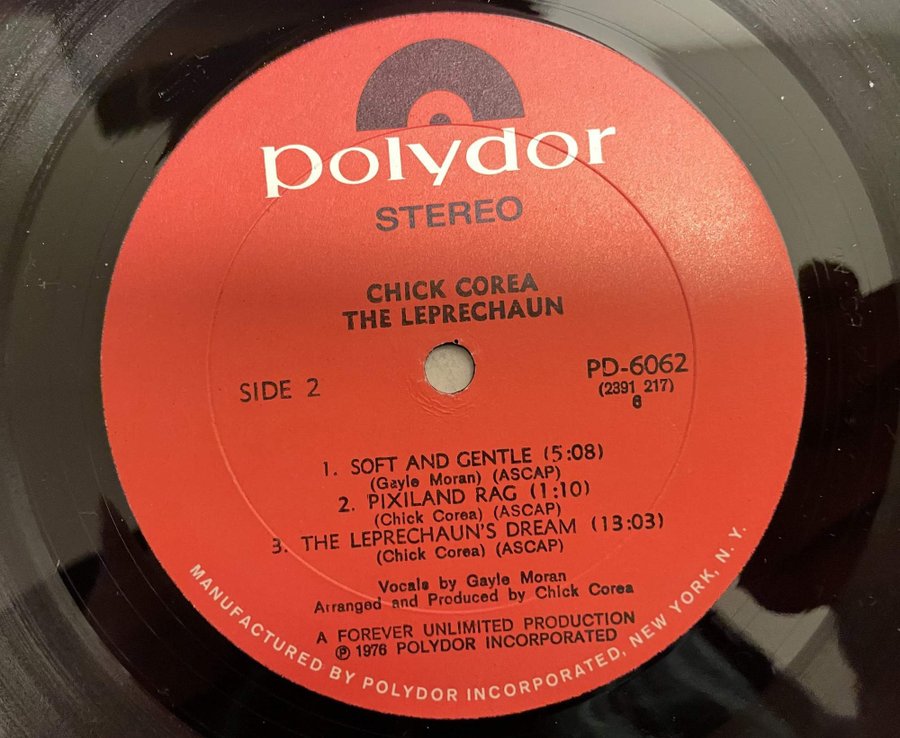 polydor
STEREO
CHICK COREA
THE LEPRECHAUN
SIDE 2
PD-6062
(2391 217)
6
1. SOFT AND GENTLE (5:08)
(Gayle Moran) (ASCAP)
2. PIXILAND RAG (1:10)
(Chick Corea) (ASCAP)
3. THE LEPRECHAUN'S DREAM (13:03)
(Chick Corea) (ASCAP)
Vocals by Gayle Moran
Arranged and Produced by Chick Corea
A FOREVER UNLIMITED PRODUCTION
℗ 1976 POLYDOR INCORPORATED
MANUFACTURED BY POLYDOR INCORPORATED, NEW YORK, N. Y.